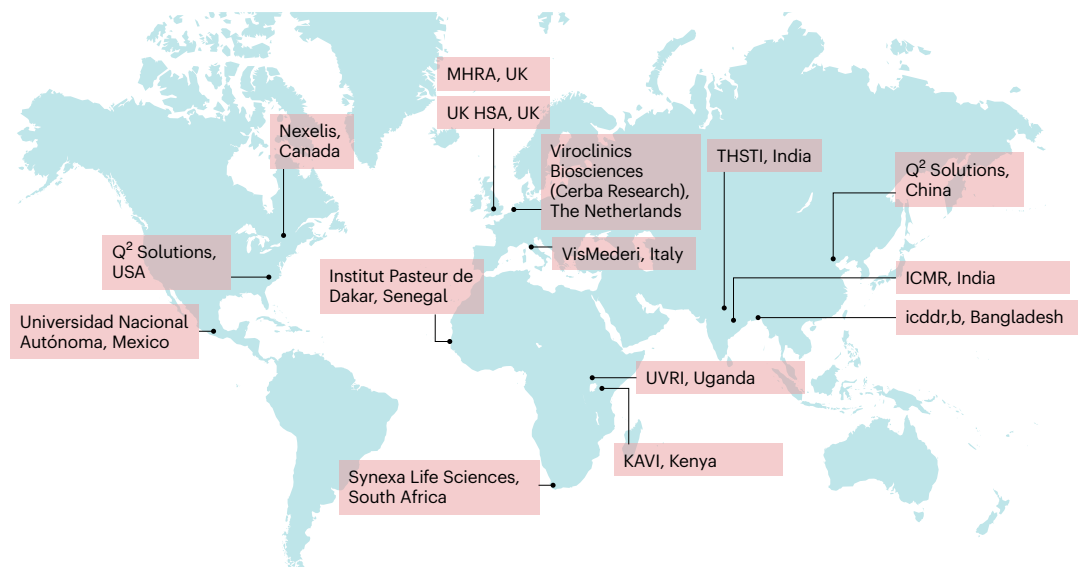 MHRA, UK
UK HSA, UK
Nexelis,
Canada
Viroclinics
Biosciences
(Cerba Research),
The Netherlands
THSTI, India
Q² Solutions,
China
Q² Solutions,
USA
VisMederi, Italy
Institut Pasteur de
Dakar, Senegal
ICMR, India
Universidad Nacional
Autónoma, Mexico
icddr,b, Bangladesh
UVRI, Uganda
KAVI, Kenya
Synexa Life Sciences,
South Africa